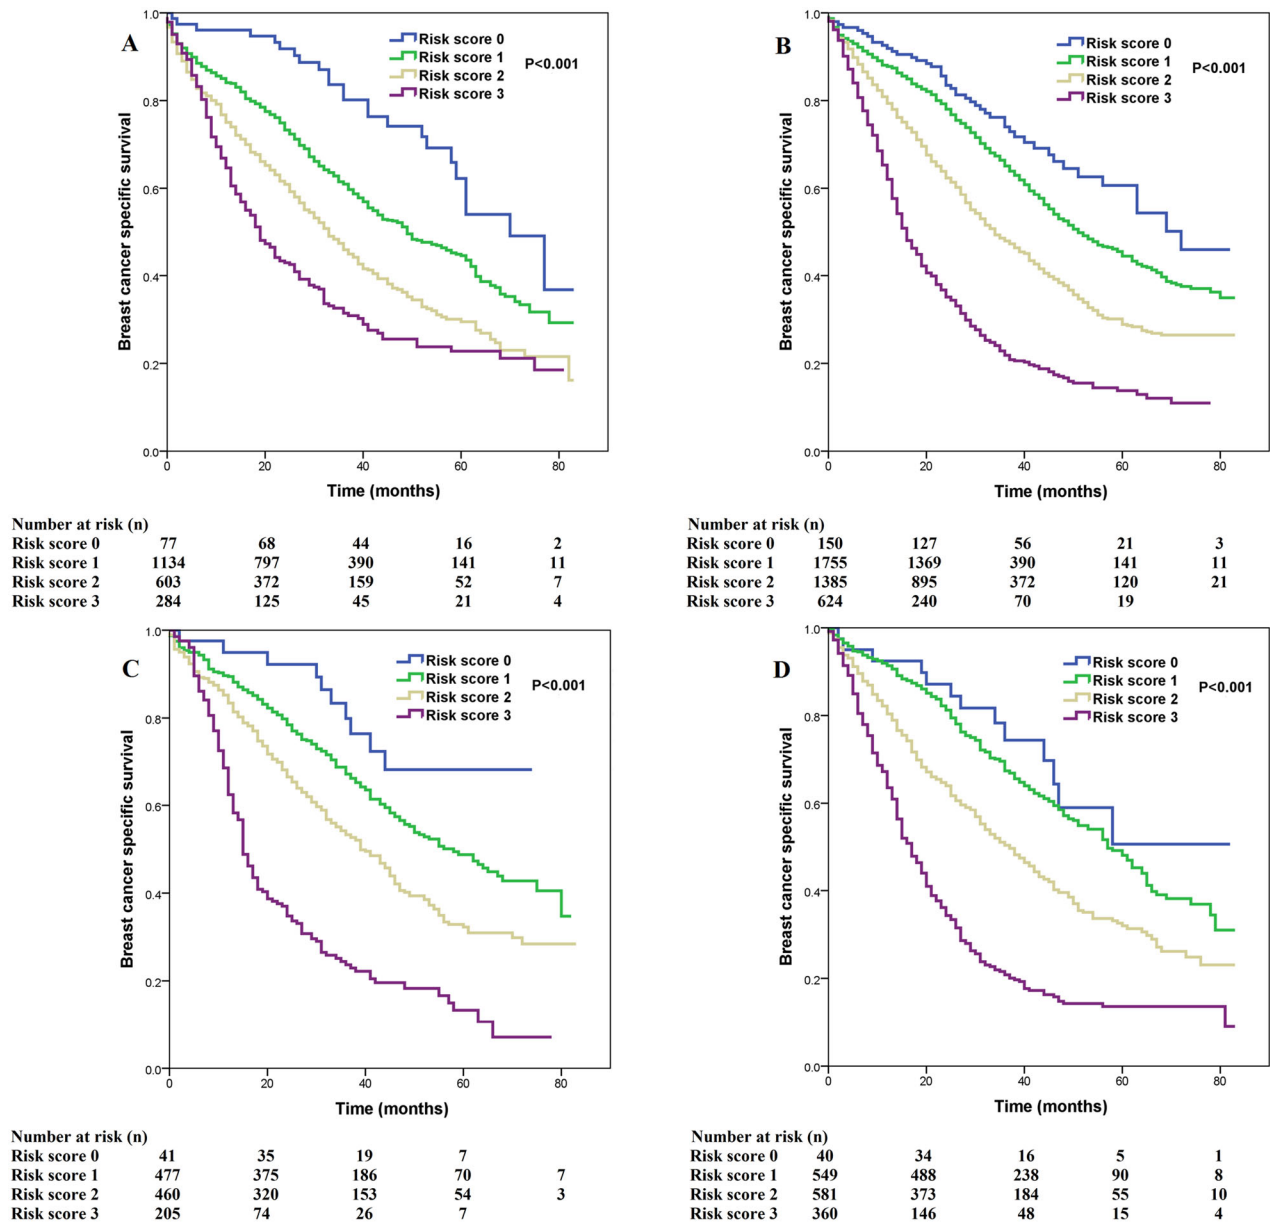 A
Risk score 0
Risk score 1
Risk score 2
Risk score 3
P<0.001
Breast cancer specific survival
1.0
0.8
0.6
0.4
0.2
0.0
0 20 40 60 80
Time (months)
Number at risk (n)
Risk score 0 77 68 44 16 2
Risk score 1 1134 797 390 141 11
Risk score 2 603 372 159 52 7
Risk score 3 284 125 45 21 4
B
Risk score 0
Risk score 1
Risk score 2
Risk score 3
P<0.001
Breast cancer specific survival
1.0
0.8
0.6
0.4
0.2
0.0
0 20 40 60 80
Time (months)
Number at risk (n)
Risk score 0 150 127 56 21 3
Risk score 1 1755 1369 390 141 11
Risk score 2 1385 895 372 120 21
Risk score 3 624 240 70 19
C
Risk score 0
Risk score 1
Risk score 2
Risk score 3
P<0.001
Breast cancer specific survival
1.0
0.8
0.6
0.4
0.2
0.0
0 20 40 60 80
Time (months)
Number at risk (n)
Risk score 0 41 35 19 7
Risk score 1 477 375 186 70 7
Risk score 2 460 320 153 54 3
Risk score 3 205 74 26 7
D
Risk score 0
Risk score 1
Risk score 2
Risk score 3
P<0.001
Breast cancer specific survival
1.0
0.8
0.6
0.4
0.2
0.0
0 20 40 60 80
Time (months)
Number at risk (n)
Risk score 0 40 34 16 5 1
Risk score 1 549 488 238 90 8
Risk score 2 581 373 184 55 10
Risk score 3 360 146 48 15 4